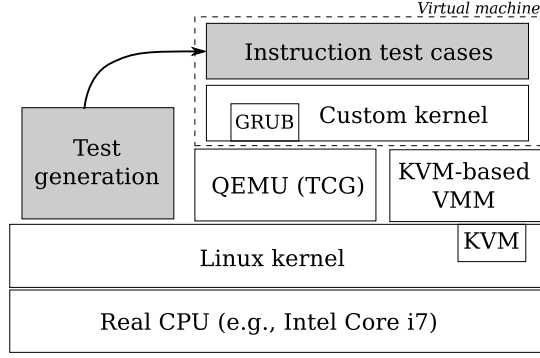 Virtual machine
Instruction test cases
GRUB
Custom kernel
Test
generation
QEMU (TCG)
KVM-based
VMM
KVM
Linux kernel
Real CPU (e.g., Intel Core i7)